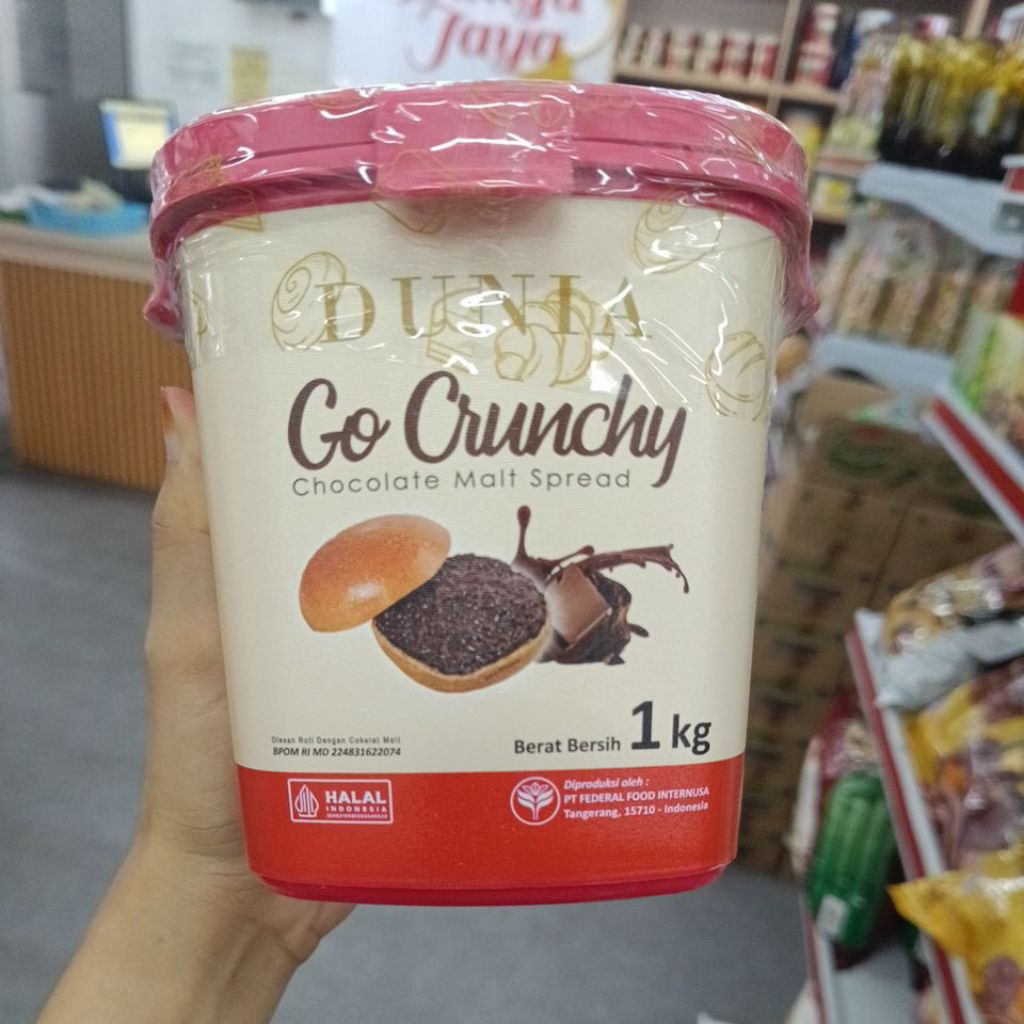 Jaya
DUNIA
Go Crunchy
Chocolate Malt Spread
Olesan Roti Dengan Cokelat Malt
BPOM RI MD 224831622074
Berat Bersih 1 kg
HALAL
INDONESIA
Diproduksi oleh :
PT FEDERAL FOOD INTERNUSA
Tangerang, 15710 - Indonesia